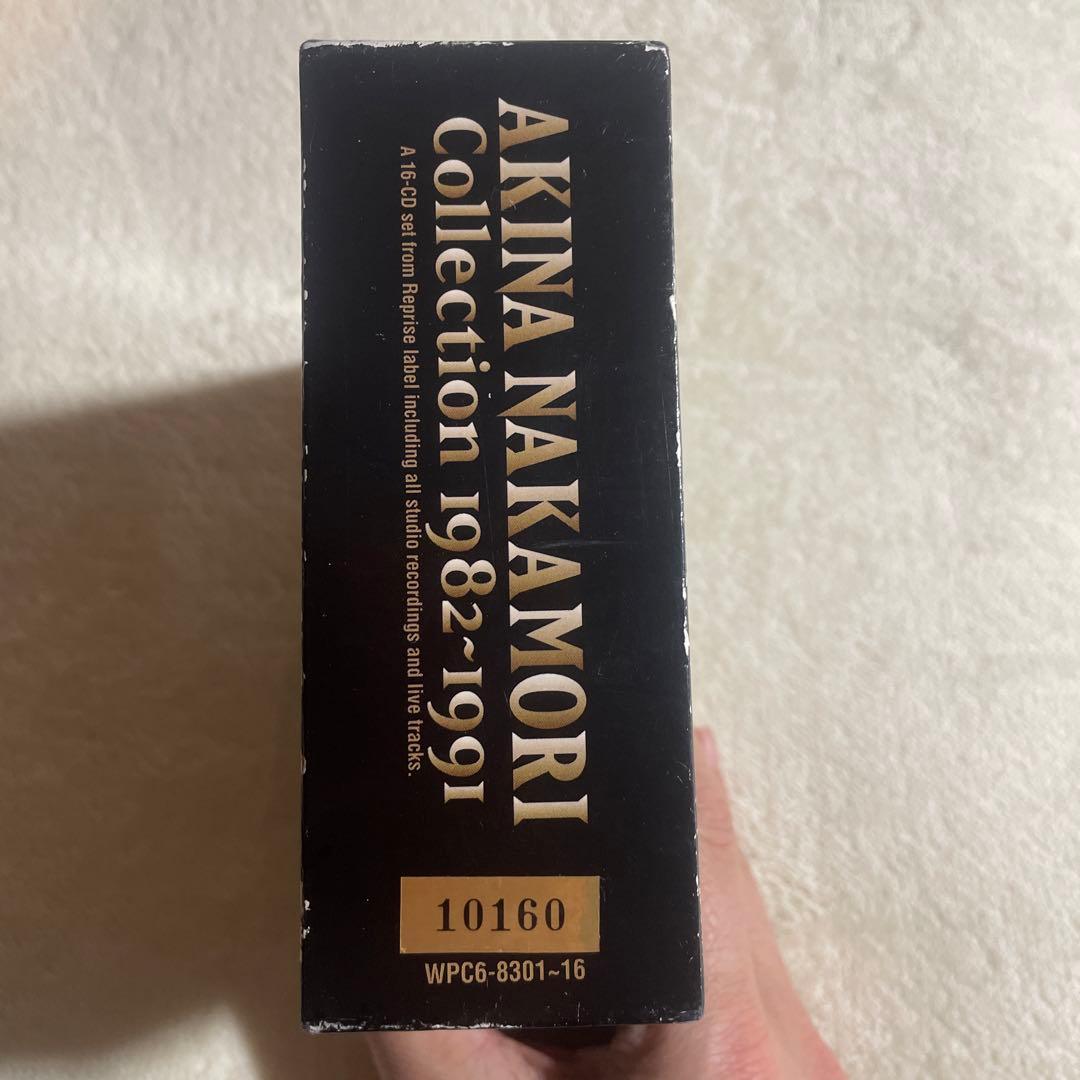 AKINA NAKAMORI
Collection 1982~1991
A 16-CD set from Reprise label including all studio recordings and live tracks.
10160
WPC6-8301~16